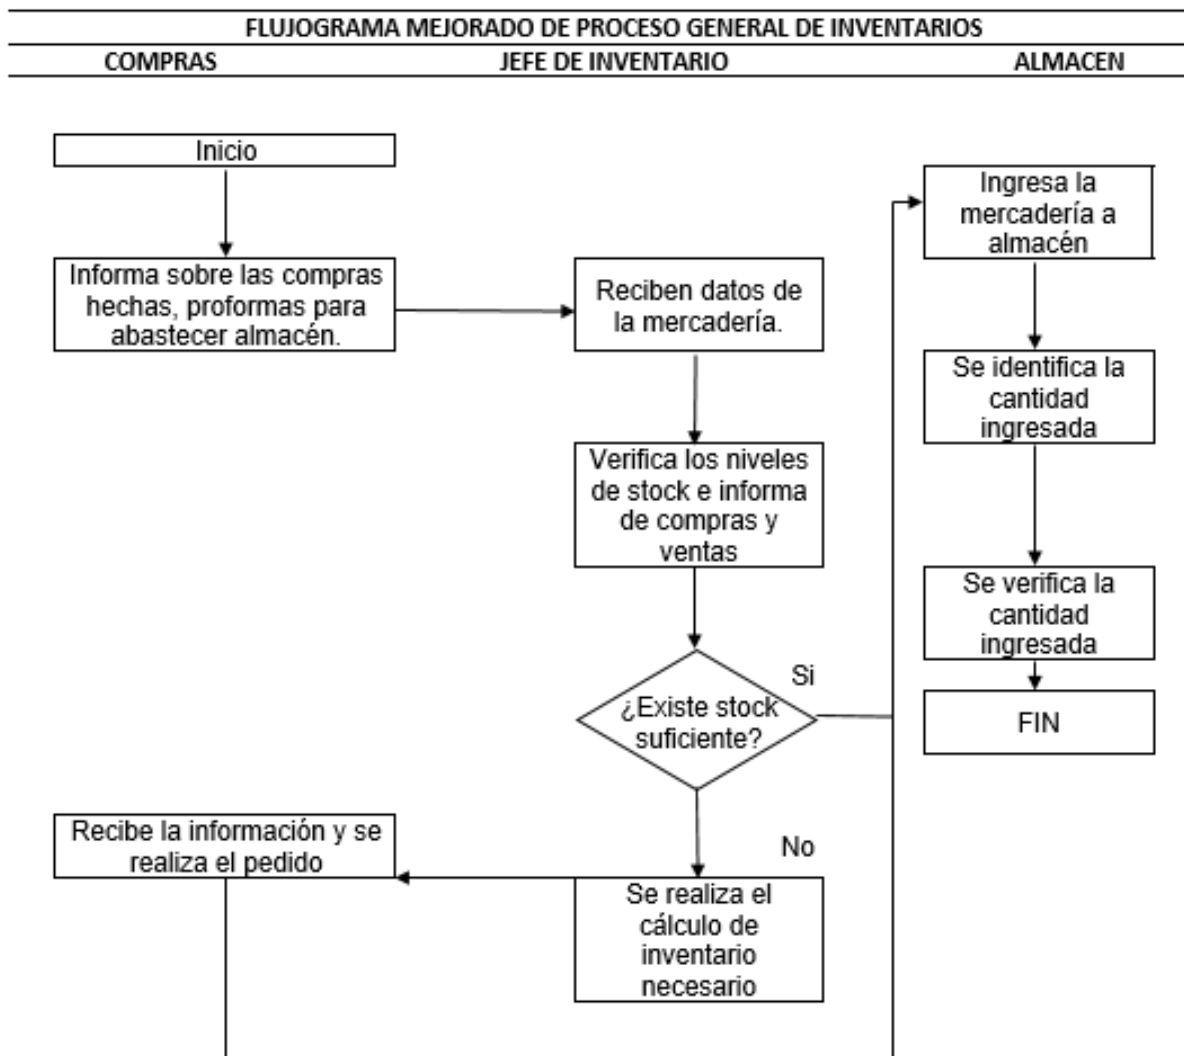 FLUJOGRAMA MEJORADO DE PROCESO GENERAL DE INVENTARIOS
COMPRAS
JEFE DE INVENTARIO
ALMACEN
Inicio
Informa sobre las compras
hechas, proformas para
abastecer almacén.
Reciben datos de
la mercadería.
Verifica los niveles
de stock e informa
de compras y
ventas
¿Existe stock
suficiente?
Si
No
Se realiza el
cálculo de
inventario
necesario
Recibe la información y se
realiza el pedido
Ingresa la
mercadería a
almacén
Se identifica la
cantidad
ingresada
Se verifica la
cantidad
ingresada
FIN